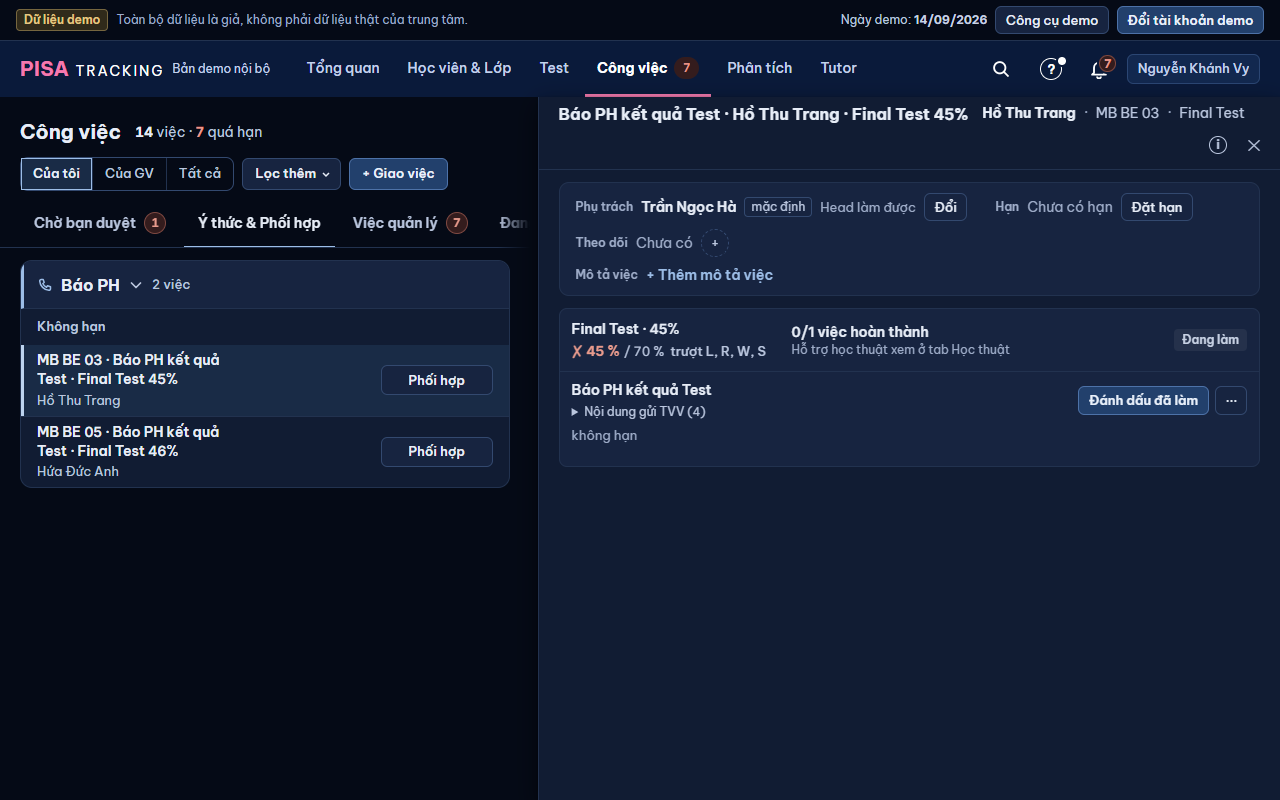 Dữ liệu demo Toàn bộ dữ liệu là giả, không phải dữ liệu thật của trung tâm. Ngày demo: 14/09/2026 Công cụ demo Đổi tài khoản demo
PISA TRACKING Bản demo nội bộ Tổng quan Học viên & Lớp Test Công việc 7 Phân tích Tutor ? 7 Nguyễn Khánh Vy
Công việc 14 việc · 7 quá hạn
Của tôi Của GV Tất cả Lọc thêm + Giao việc
Chờ bạn duyệt 1 Ý thức & Phối hợp Việc quản lý 7
Báo PH 2 việc
Không hạn
MB BE 03 · Báo PH kết quả
Test · Final Test 45%
Hồ Thu Trang
Phối hợp
MB BE 05 · Báo PH kết quả
Test · Final Test 46%
Hứa Đức Anh
Phối hợp
Báo PH kết quả Test · Hồ Thu Trang · Final Test 45% Hồ Thu Trang · MB BE 03 · Final Test
Phụ trách Trần Ngọc Hà mặc định Head làm được Đổi Hạn Chưa có hạn Đặt hạn
Theo dõi Chưa có +
Mô tả việc + Thêm mô tả việc
Final Test · 45%
✗ 45 % / 70 % trượt L, R, W, S
0/1 việc hoàn thành
Hỗ trợ học thuật xem ở tab Học thuật
Đang làm
Báo PH kết quả Test
▸ Nội dung gửi TVV (4)
không hạn
Đánh dấu đã làm ···